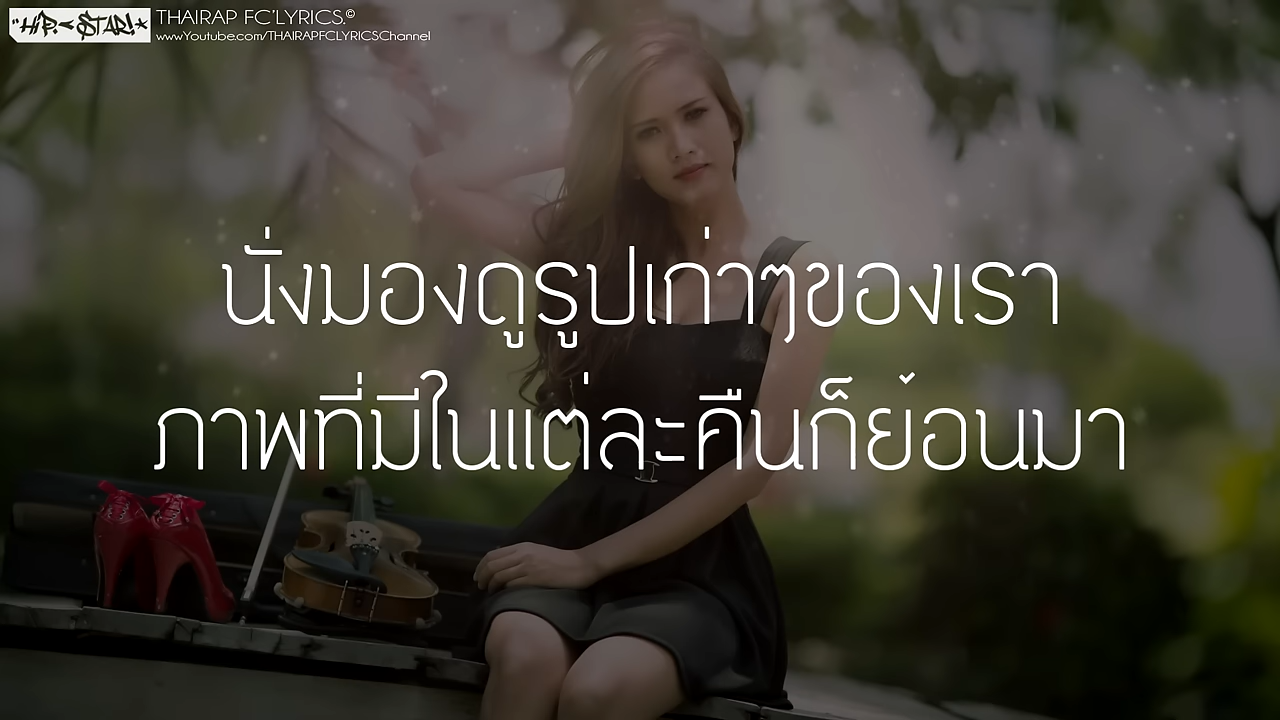 "HIP.<STAR!*
THAIRAP FC'LYRICS.©
www.Youtube.com/THAIRAPFCLYRICSChannel
นั่งมองดูรูปเก่าๆของเรา
ภาพที่มีในแต่ละคืนก็ย้อนมา